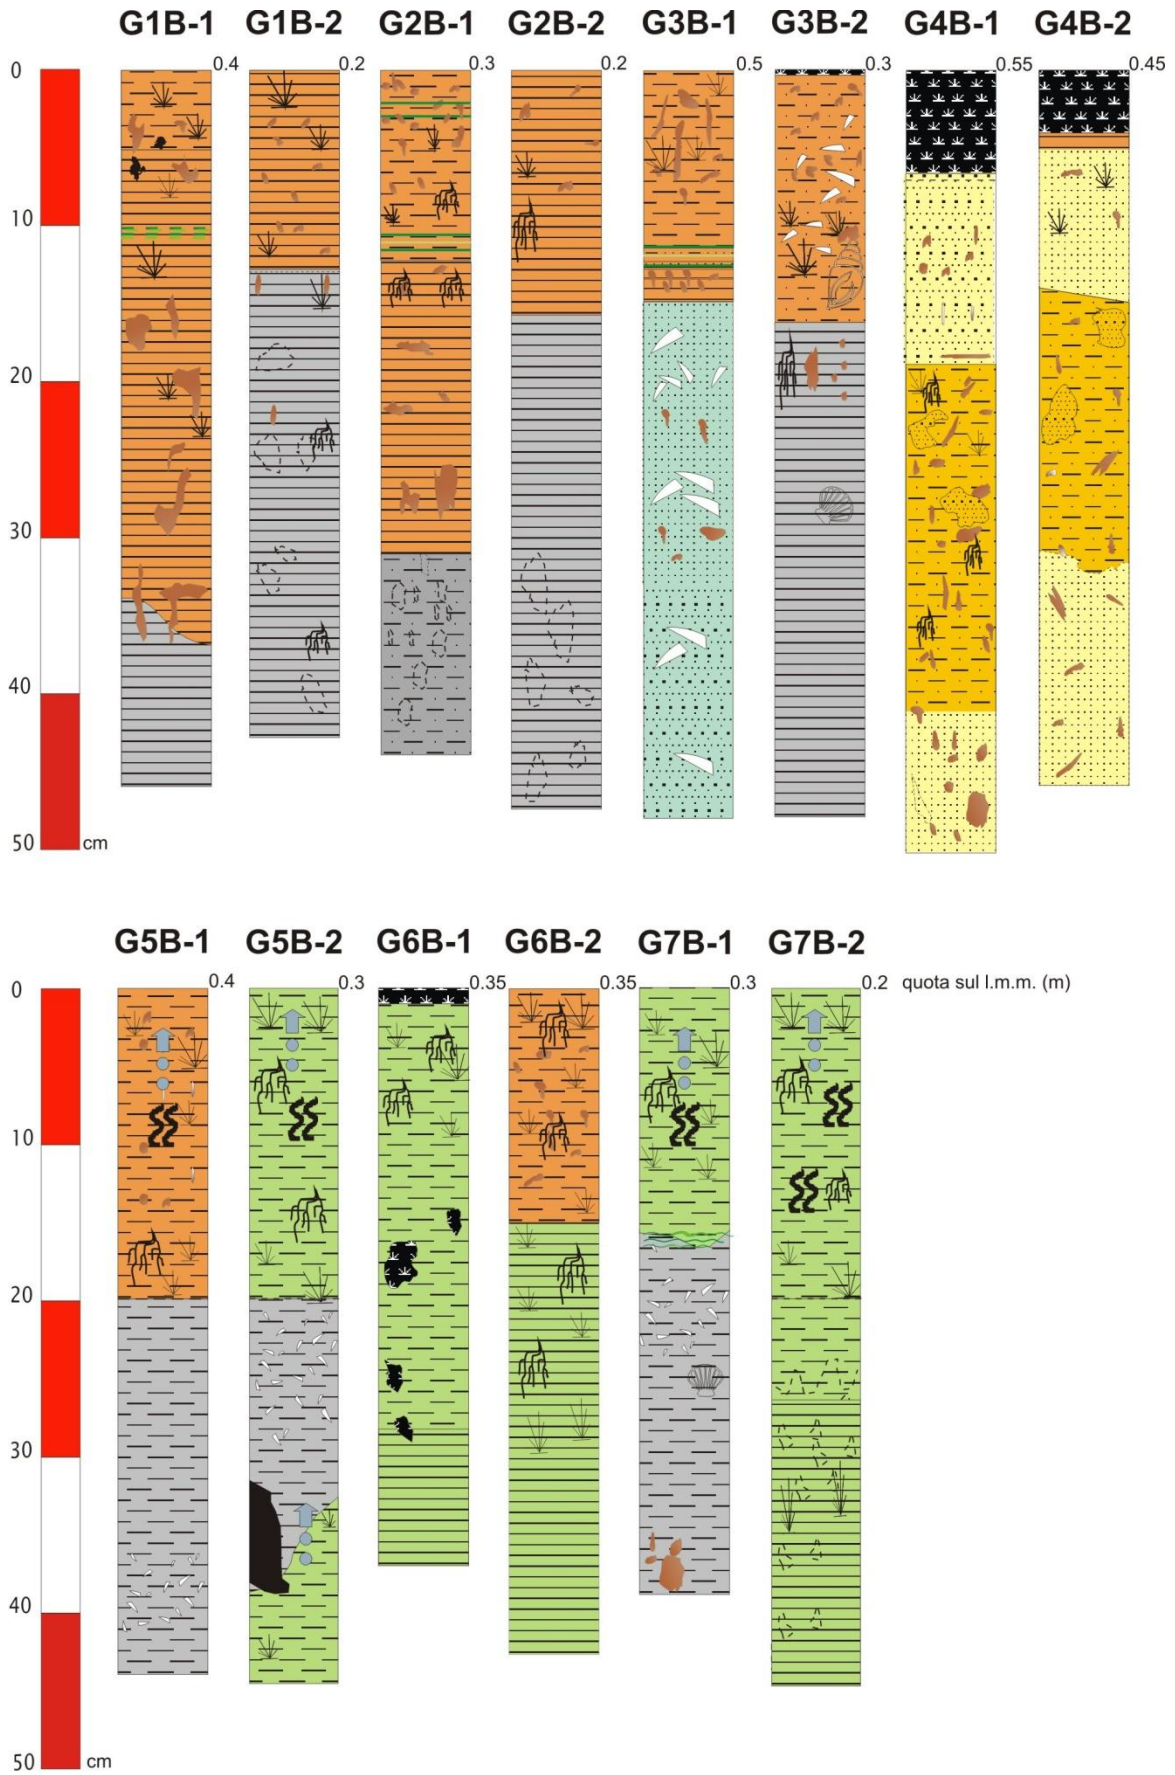 G1B-1 G1B-2 G2B-1 G2B-2 G3B-1 G3B-2 G4B-1 G4B-2
0 0.4 0.2 0.3 0.2 0.5 0.3 0.55 0.45
10
20
30
40
50 cm
G5B-1 G5B-2 G6B-1 G6B-2 G7B-1 G7B-2
0 0.4 0.3 0.35 0.35 0.3 0.2 quota sul l.m.m. (m)
10
20
30
40
50 cm